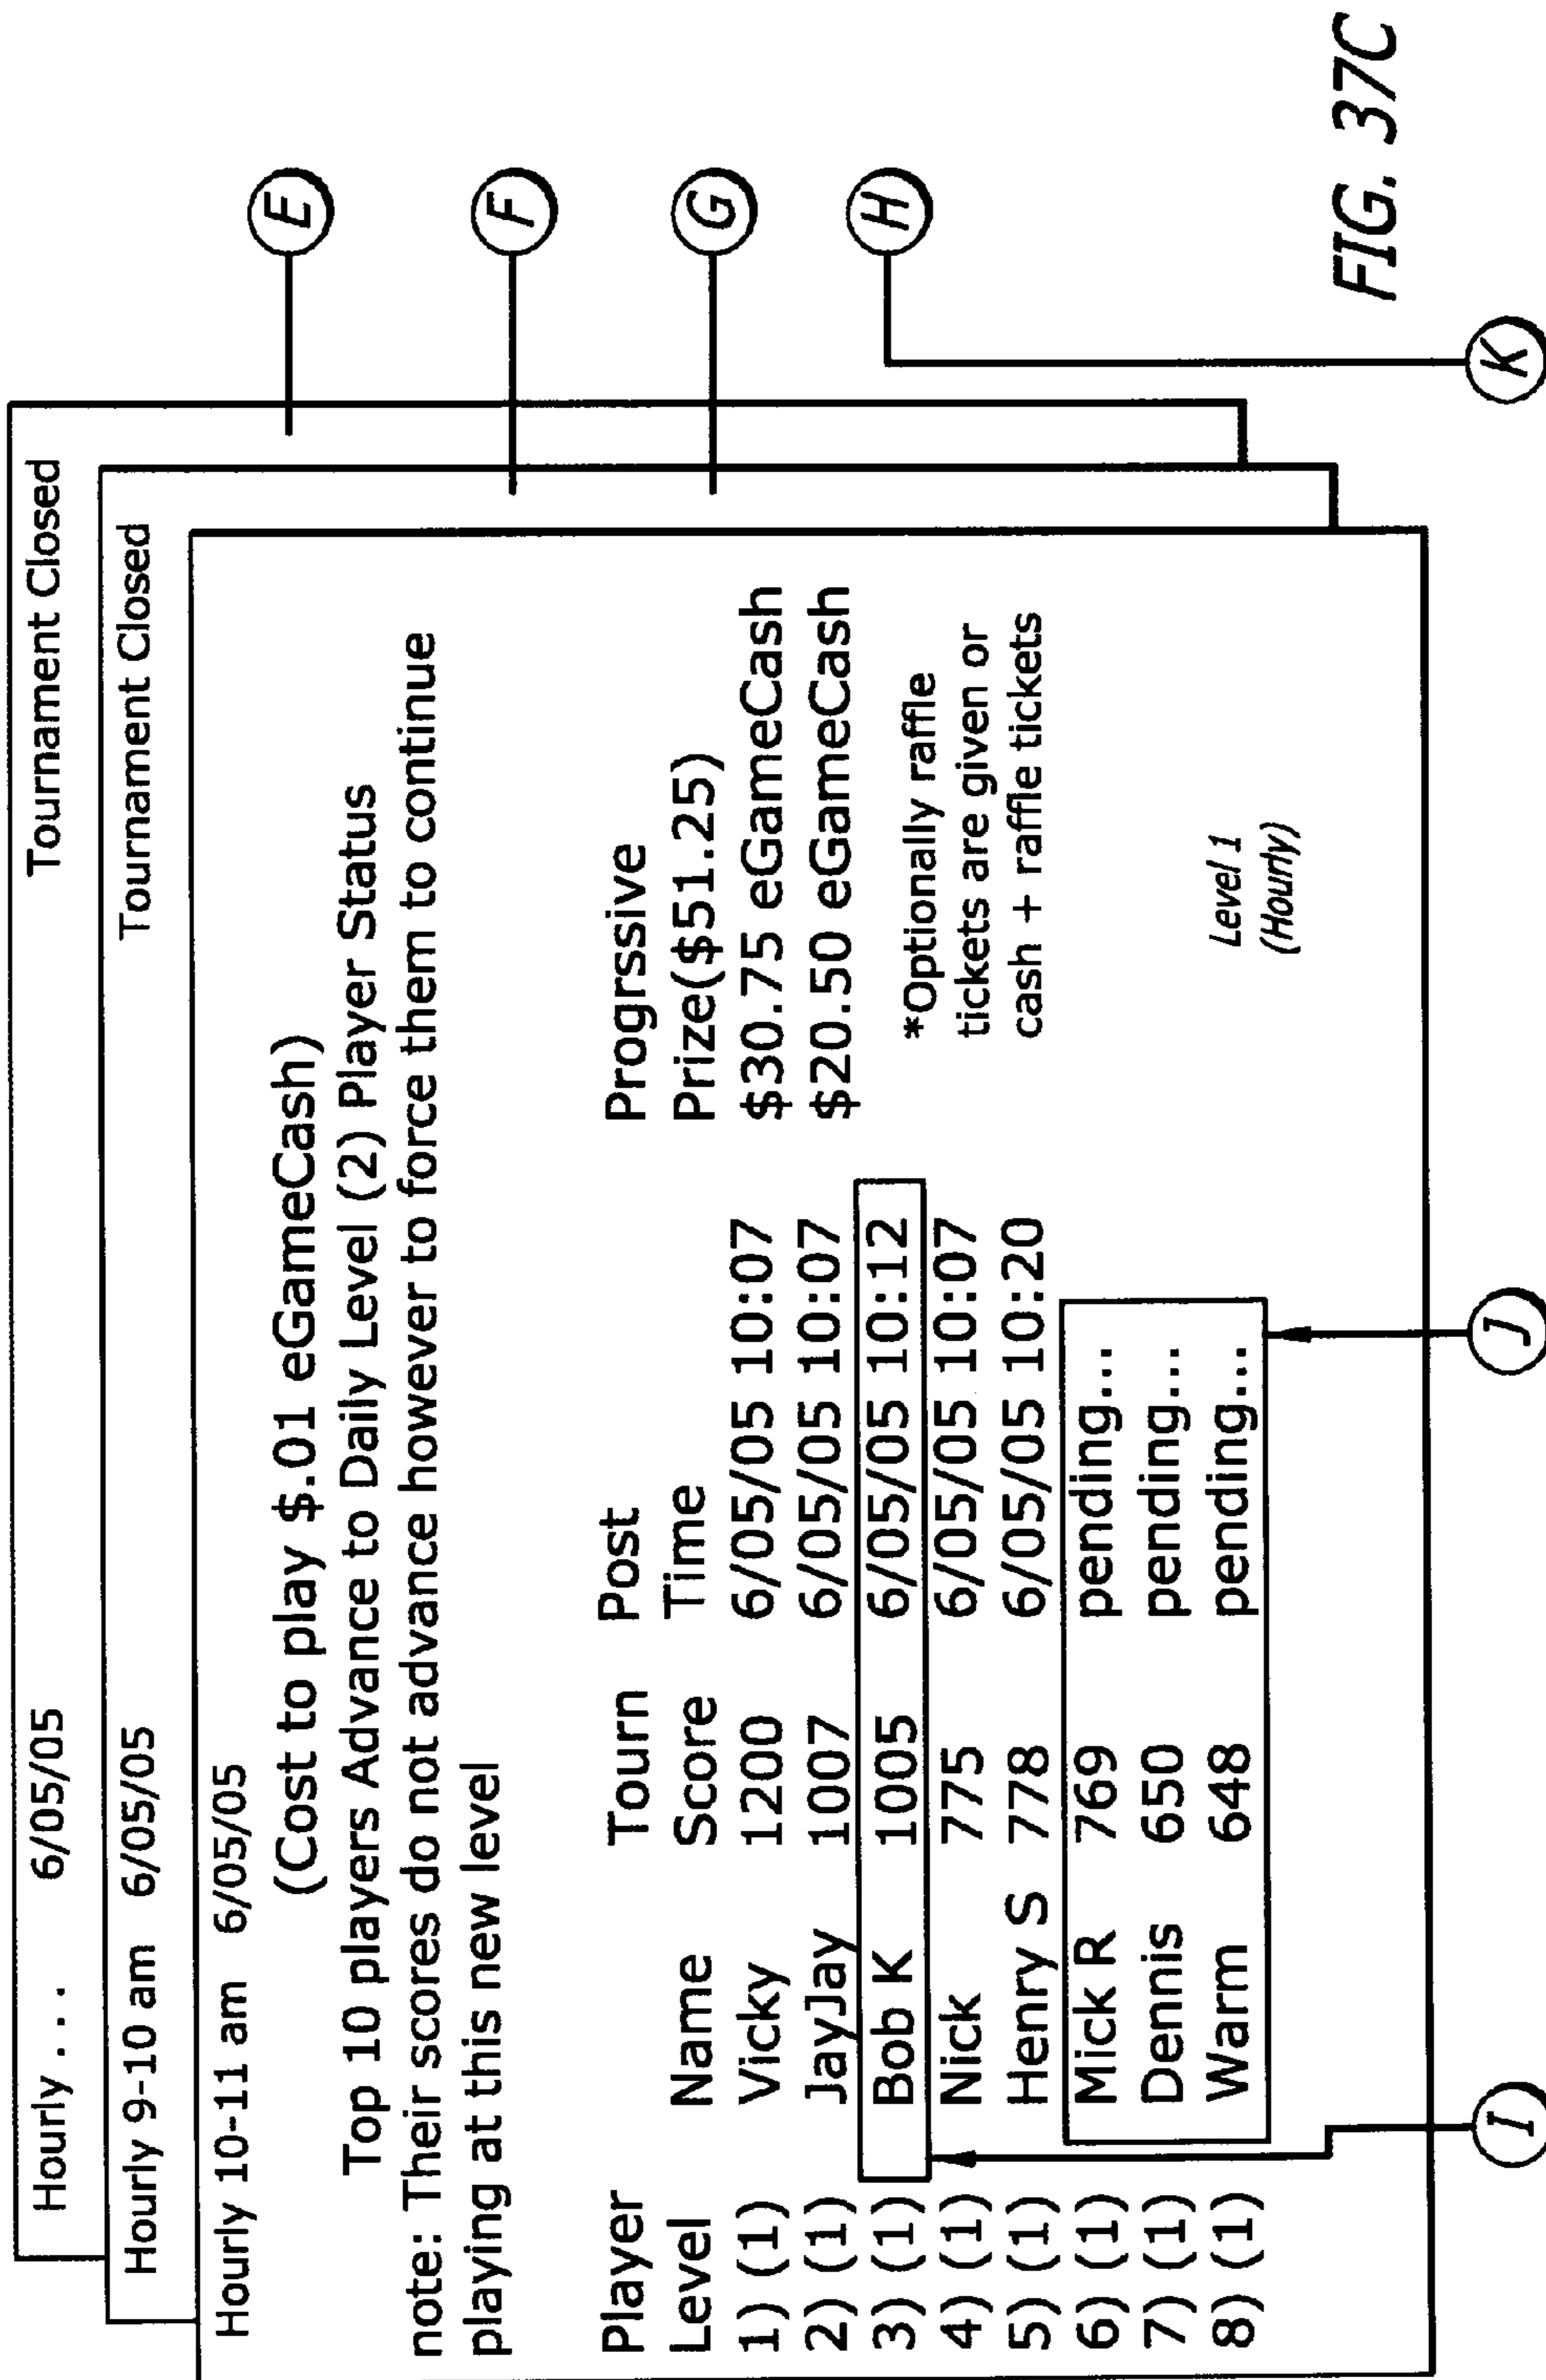 Hourly . . . 6/05/05 Tournament Closed
Hourly 9-10 am 6/05/05 Tournament Closed
Hourly 10-11 am 6/05/05
(Cost to play $.01 eGameCash)
Top 10 players Advance to Daily Level (2) Player Status
note: Their scores do not advance however to force them to continue
playing at this new level
Player Tourn Post Progrssive
Level Name Score Time Prize($51.25)
1) (1) Vicky 1200 6/05/05 10:07 $30.75 eGameCash
2) (1) JayJay 1007 6/05/05 10:07 $20.50 eGameCash
3) (1) Bob K 1005 6/05/05 10:12
4) (1) Nick 775 6/05/05 10:07
5) (1) Henry S 778 6/05/05 10:20
6) (1) Mick R 769 pending...
7) (1) Dennis 650 pending...
8) (1) Warm 648 pending...
*Optionally raffle
tickets are given or
cash + raffle tickets
Level 1
(Hourly)
E
F
G
H
I
J
K
FIG. 37C